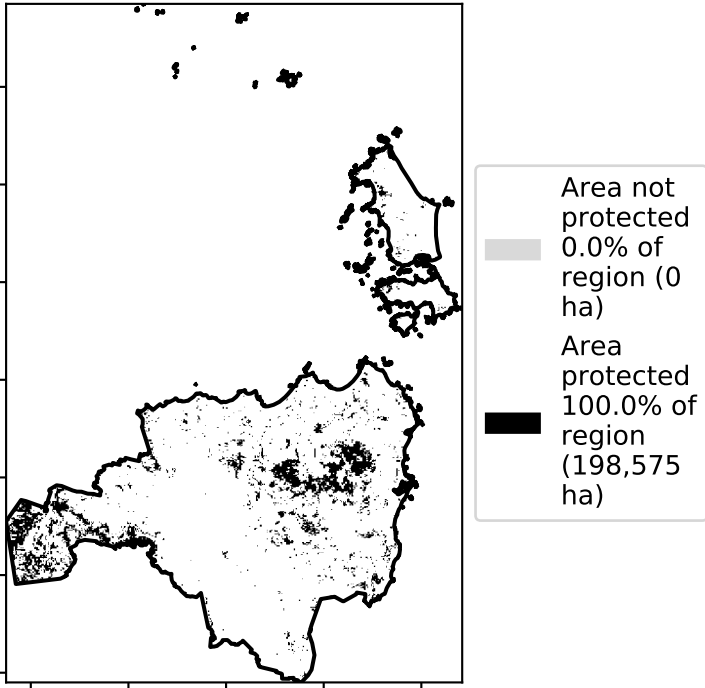 Area not
protected
0.0% of
region (0
ha)
Area
protected
100.0% of
region
(198,575
ha)